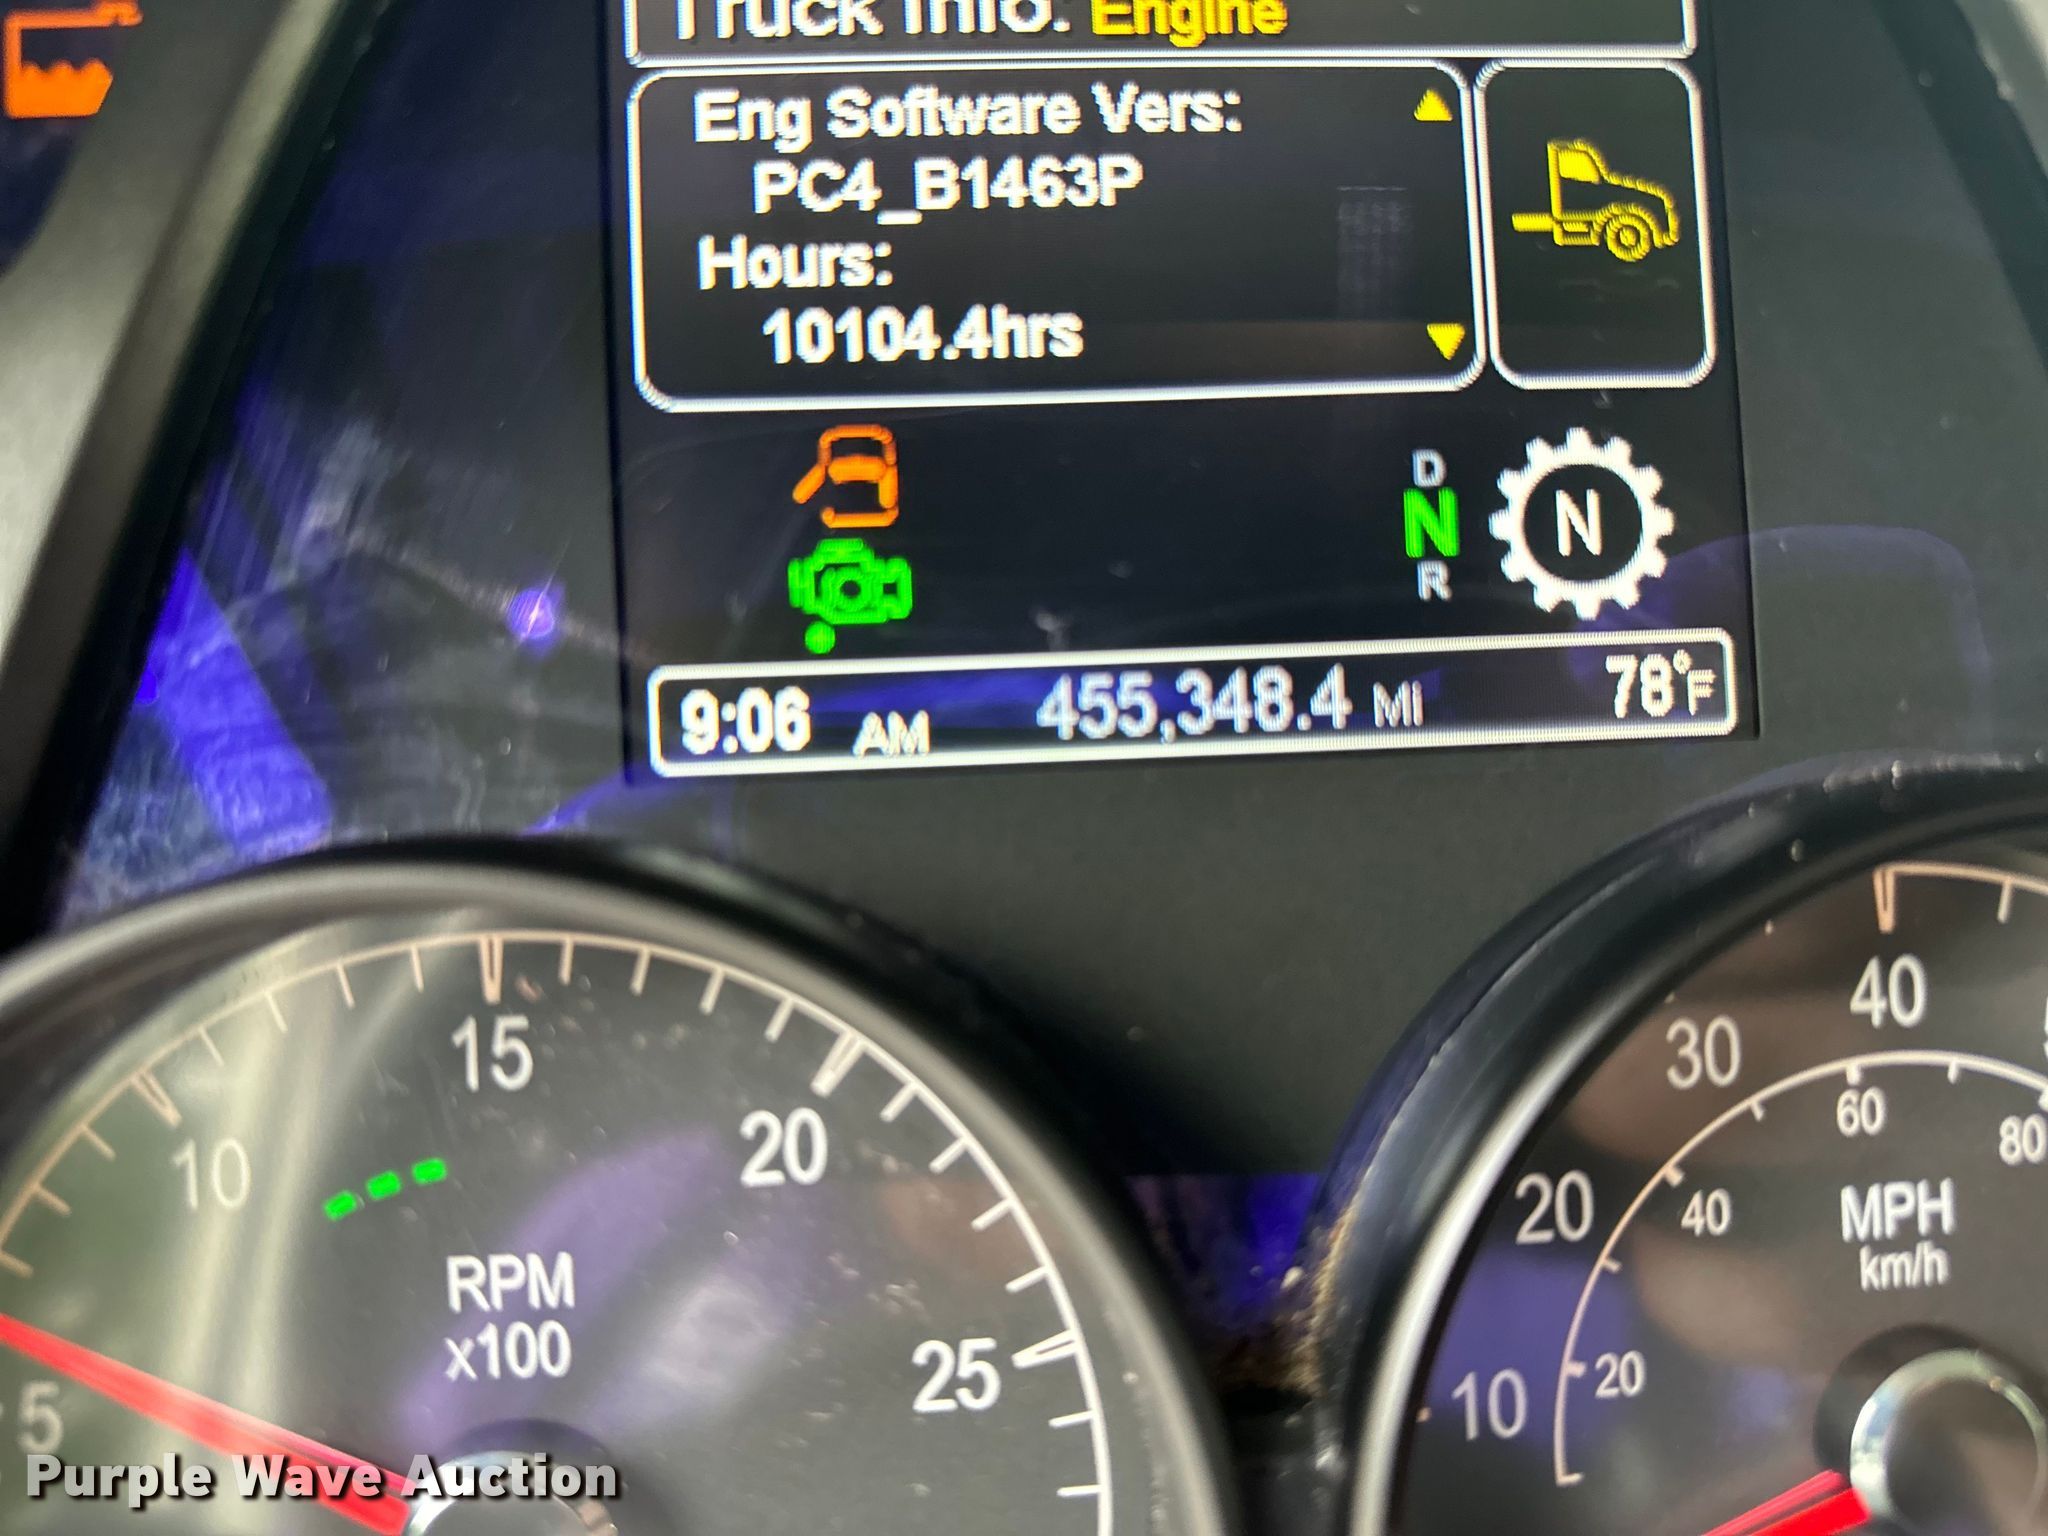 Truck Info: Engine
Eng Software Vers:
PC4_B1463P
Hours:
10104.4hrs
D
N
R
N
9:06 AM 455,348.4 Mi 78°F
5
10
15
20
25
RPM
x100
10
20
30
40
20
40
60
80
MPH
km/h
Purple Wave Auction